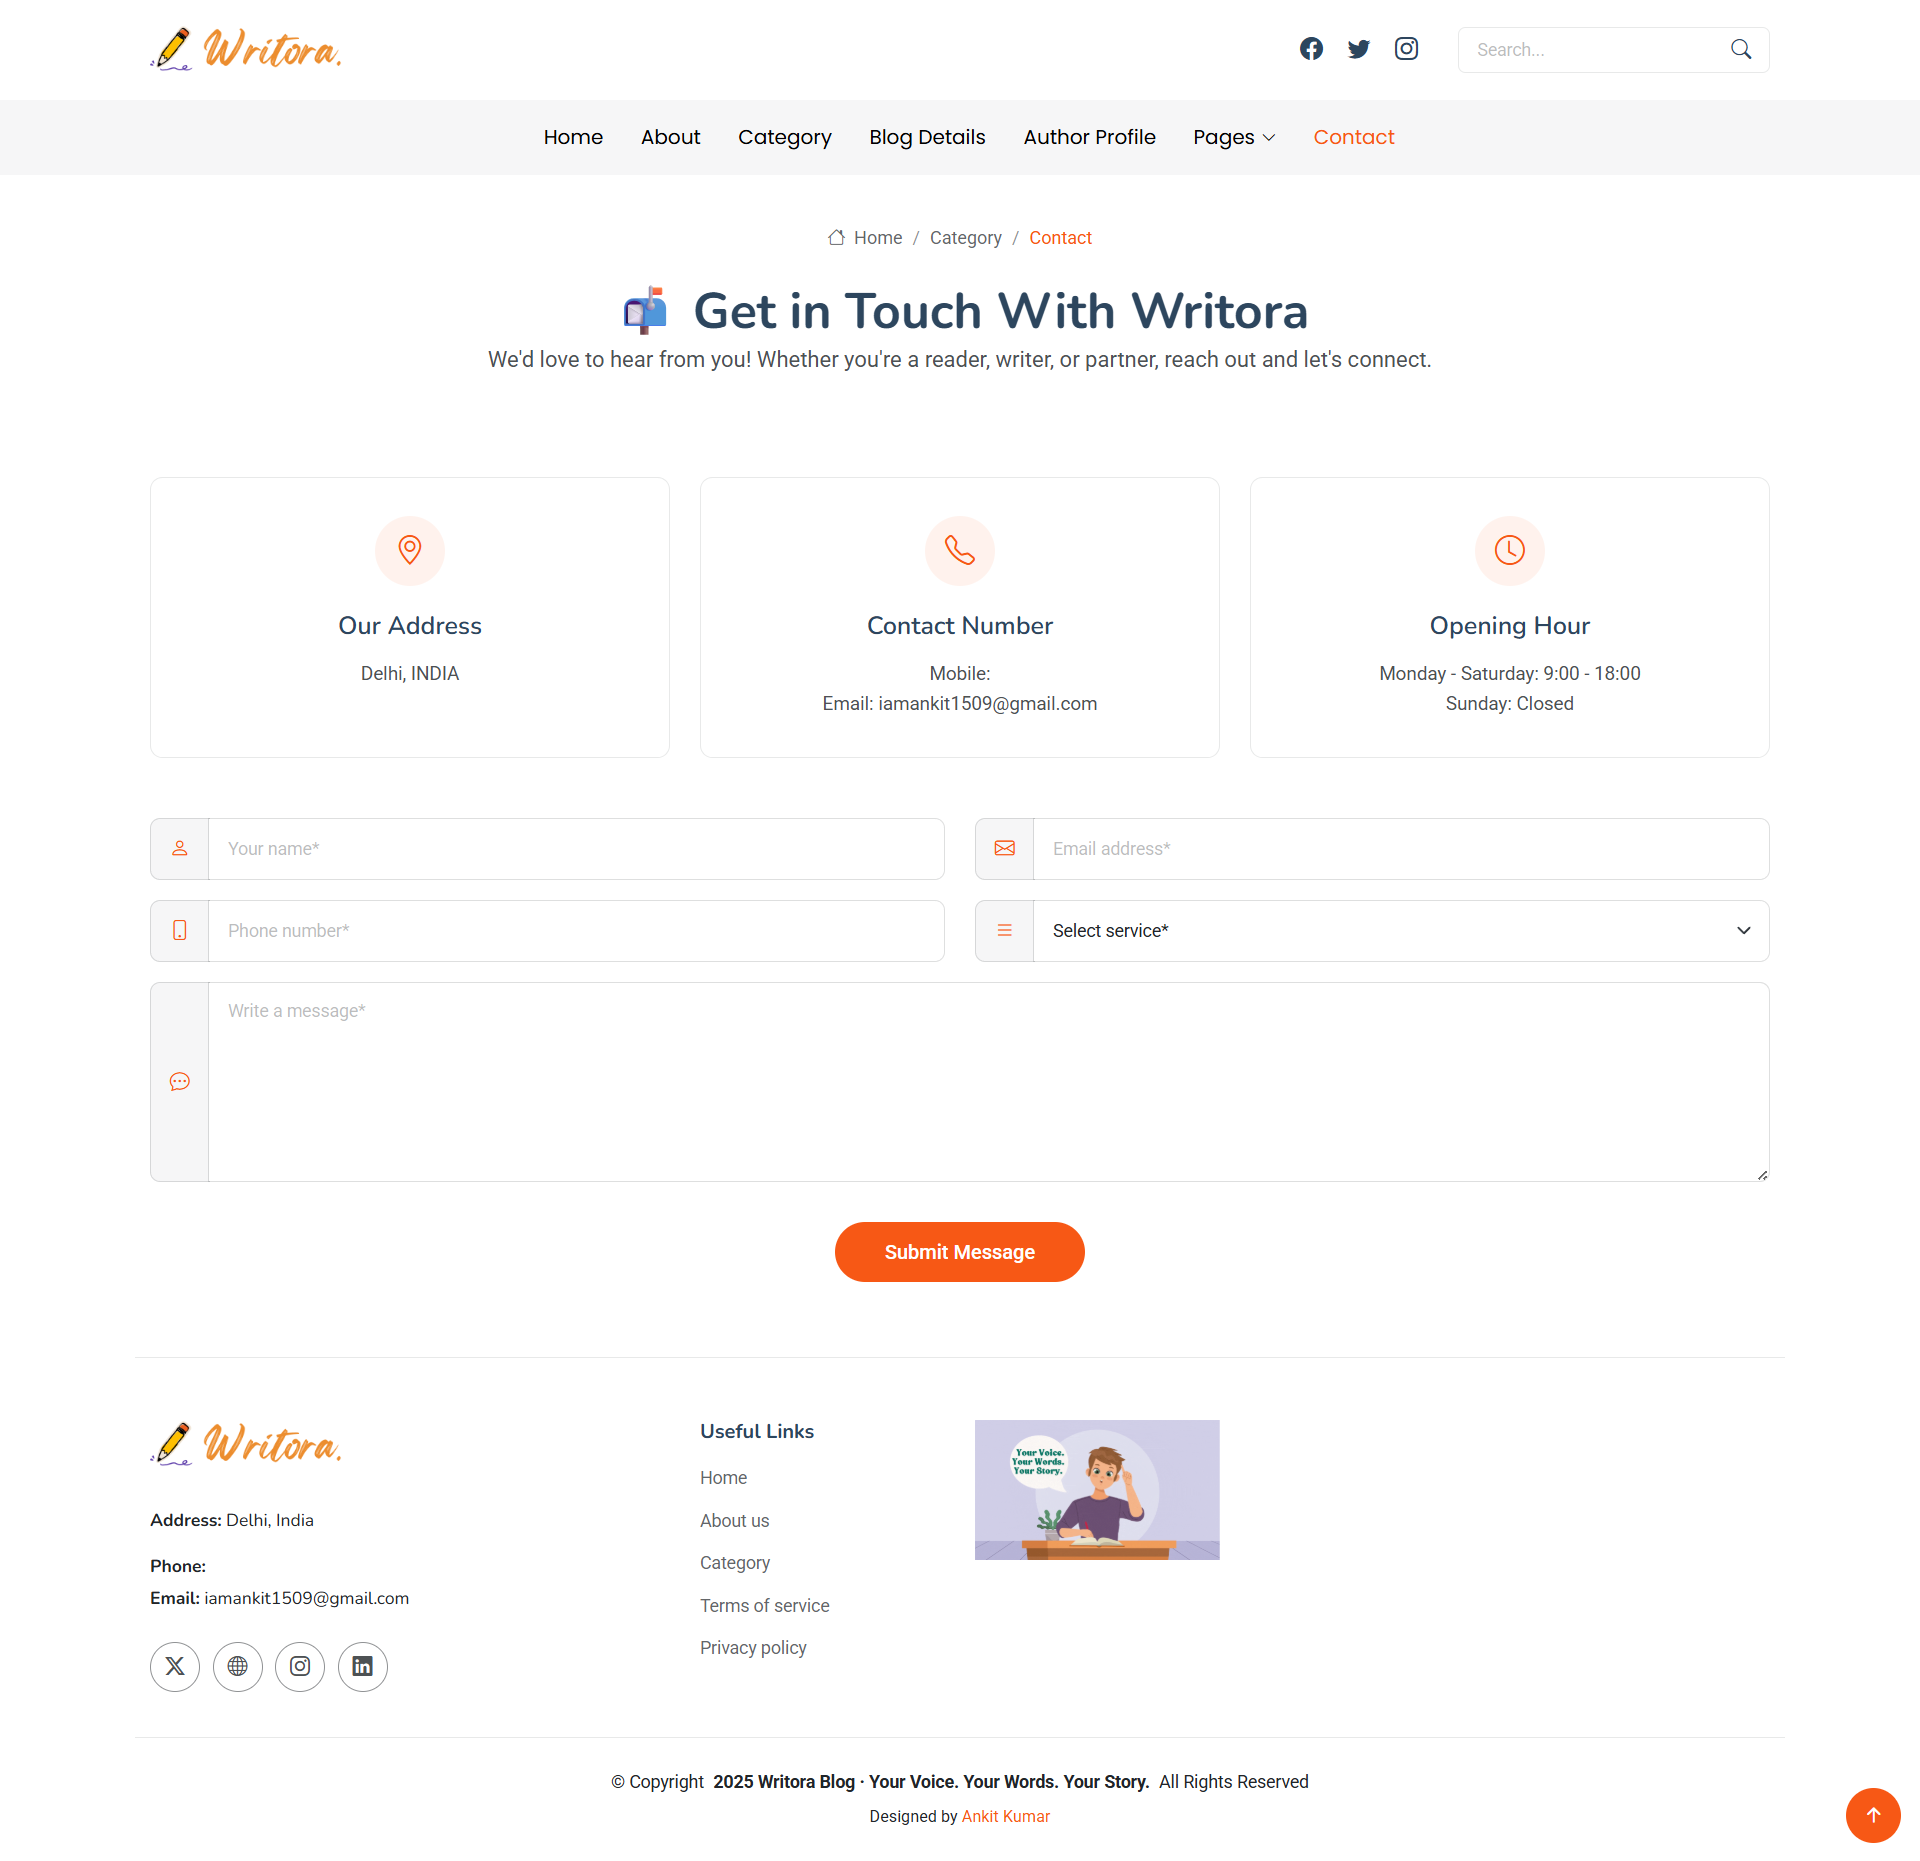 Writora.
Search...
Home About Category Blog Details Author Profile Pages Contact
Home / Category / Contact
Get in Touch With Writora
We'd love to hear from you! Whether you're a reader, writer, or partner, reach out and let's connect.
Our Address
Delhi, INDIA
Contact Number
Mobile:
Email: iamankit1509@gmail.com
Opening Hour
Monday - Saturday: 9:00 - 18:00
Sunday: Closed
Your name*
Email address*
Phone number*
Select service*
Write a message*
Submit Message
Writora.
Address: Delhi, India
Phone:
Email: iamankit1509@gmail.com
Useful Links
Home
About us
Category
Terms of service
Privacy policy
Your Voice.
Your Words.
Your Story.
© Copyright 2025 Writora Blog · Your Voice. Your Words. Your Story. All Rights Reserved
Designed by Ankit Kumar